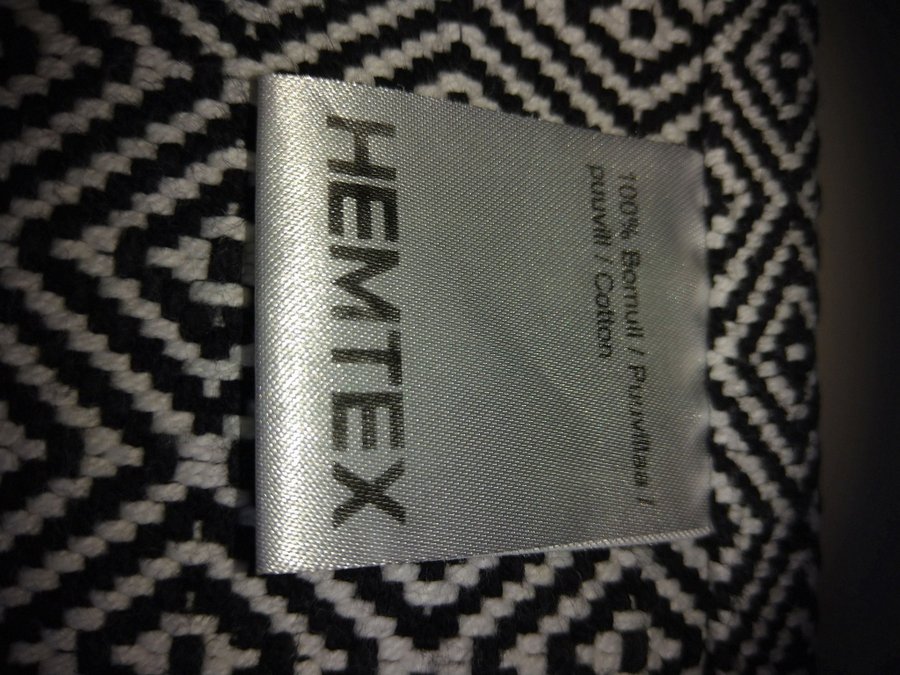 100% Bomull / Puuvillaa /
puuvill / Cotton
HEMTEX